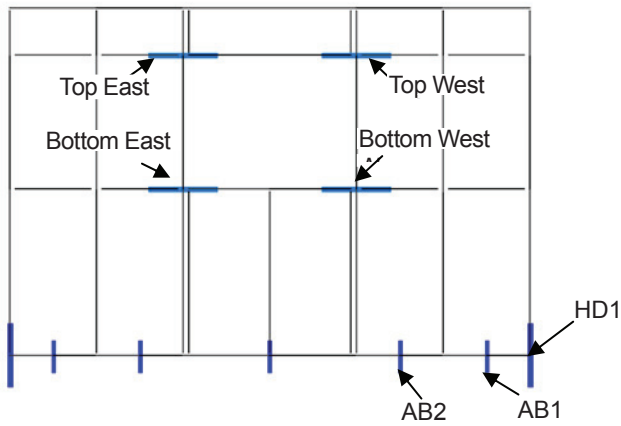 Top East
Top West
Bottom East
Bottom West
HD1
AB2
AB1